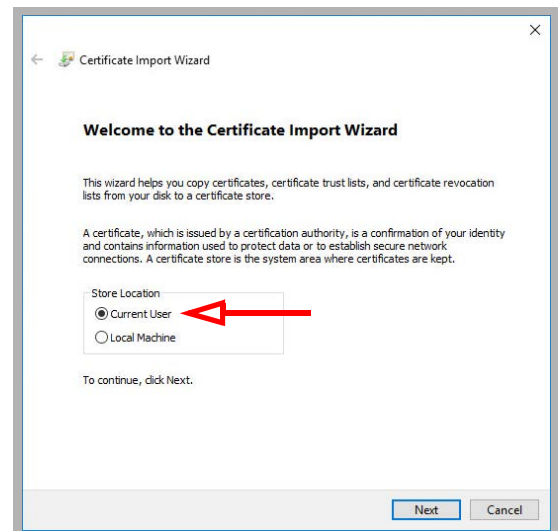 Certificate Import Wizard
Welcome to the Certificate Import Wizard
This wizard helps you copy certificates, certificate trust lists, and certificate revocation
lists from your disk to a certificate store.
A certificate, which is issued by a certification authority, is a confirmation of your identity
and contains information used to protect data or to establish secure network
connections. A certificate store is the system area where certificates are kept.
Store Location
Current User
Local Machine
To continue, click Next.
Next Cancel